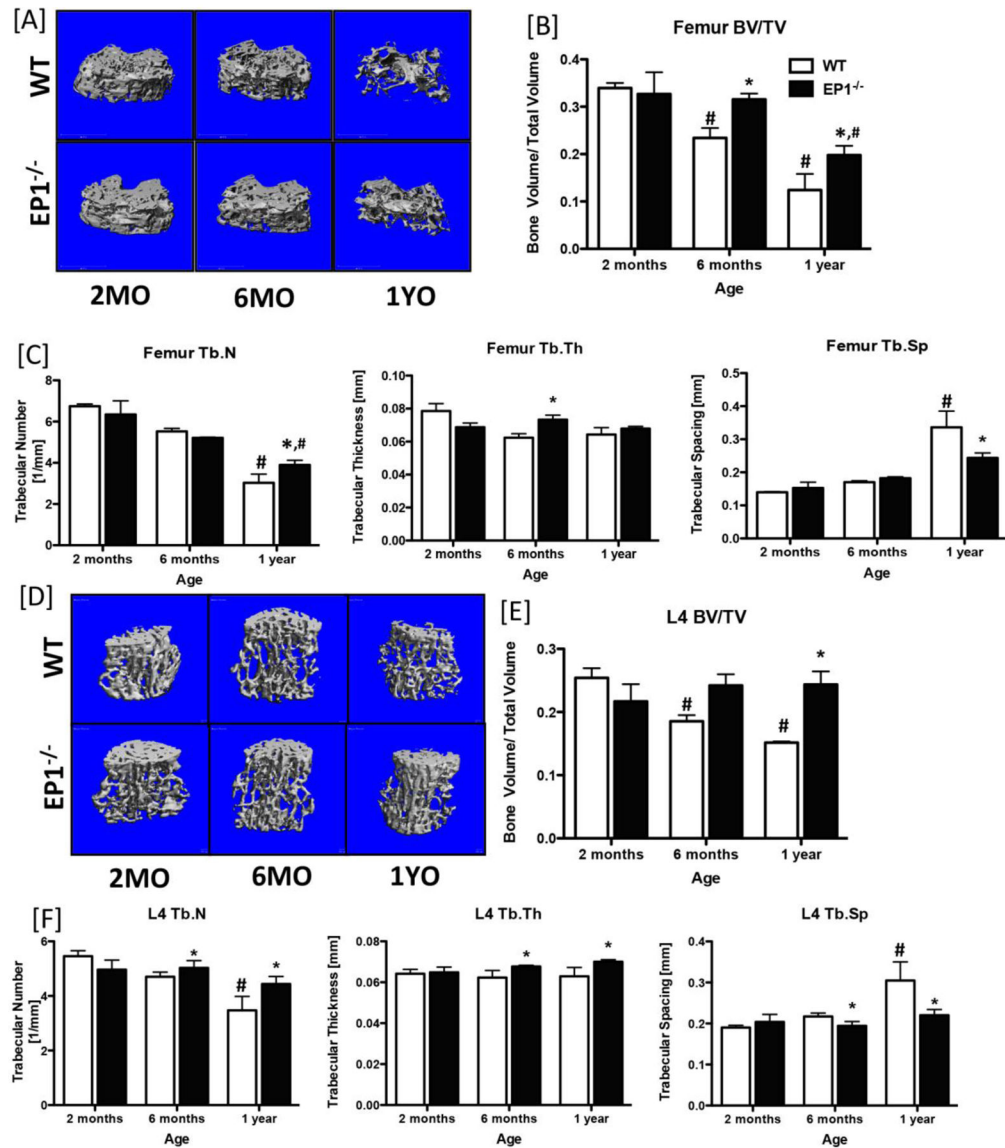 [A]
WT
EP1-/-
2MO 6MO 1YO
[B]
Femur BV/TV
Bone Volume/ Total Volume
0.4
0.3
0.2
0.1
0.0
WT
EP1-/-
#
*
#
*,#
2 months 6 months 1 year
Age
[C]
Femur Tb.N
Trabecular Number
[1/mm]
8
6
4
2
0
#
*,#
2 months 6 months 1 year
Age
Femur Tb.Th
Trabecular Thickness [mm]
0.10
0.08
0.06
0.04
0.02
0.00
*
2 months 6 months 1 year
Age
Femur Tb.Sp
Trabecular Spacing [mm]
0.5
0.4
0.3
0.2
0.1
0.0
#
*
2 months 6 months 1 year
Age
[D]
WT
EP1-/-
2MO 6MO 1YO
[E]
L4 BV/TV
Bone Volume/ Total Volume
0.3
0.2
0.1
0.0
#
#
*
2 months 6 months 1 year
Age
[F]
L4 Tb.N
Trabecular Number
[1/mm]
6
4
2
0
*
#
*
2 months 6 months 1 year
Age
L4 Tb.Th
Trabecular Thickness [mm]
0.08
0.06
0.04
0.02
0.00
*
*
2 months 6 months 1 year
Age
L4 Tb.Sp
Trabecular Spacing [mm]
0.4
0.3
0.2
0.1
0.0
*
#
*
2 months 6 months 1 year
Age